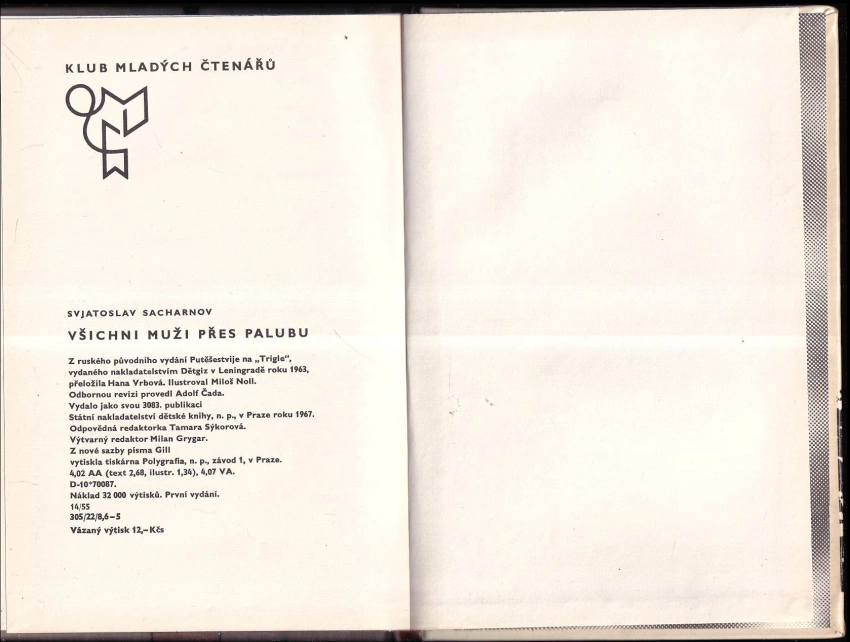 KLUB MLADÝCH ČTENÁŘŮ
SVJATOSLAV SACHARNOV
VŠICHNI MUŽI PŘES PALUBU
Z ruského původního vydání Putěšestvije na „Trigle“,
vydaného nakladatelstvím Dětgiz v Leningradě roku 1963,
přeložila Hana Vrbová. Ilustroval Miloš Noll.
Odbornou revizi provedl Adolf Čada.
Vydalo jako svou 3083. publikaci
Státní nakladatelství dětské knihy, n. p., v Praze roku 1967.
Odpovědná redaktorka Tamara Sýkorová.
Výtvarný redaktor Milan Grygar.
Z nové sazby písma Gill
vytiskla tiskárna Polygrafia, n. p., závod 1, v Praze.
4,02 AA (text 2,68, ilustr. 1,34), 4,07 VA.
D-10*70087.
Náklad 32 000 výtisků. První vydání.
14/55
305/22/8,6–5
Vázaný výtisk 12,– Kčs